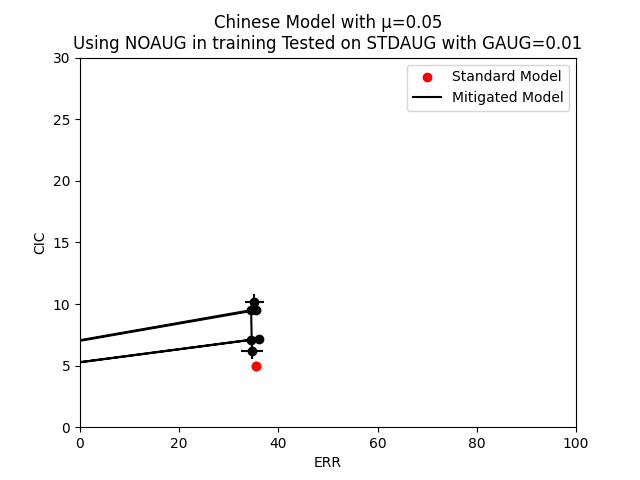 Chinese Model with μ=0.05
Using NOAUG in training Tested on STDAUG with GAUG=0.01
30
25
20
15
10
5
0
CIC
0 20 40 60 80 100
ERR
Standard Model
Mitigated Model